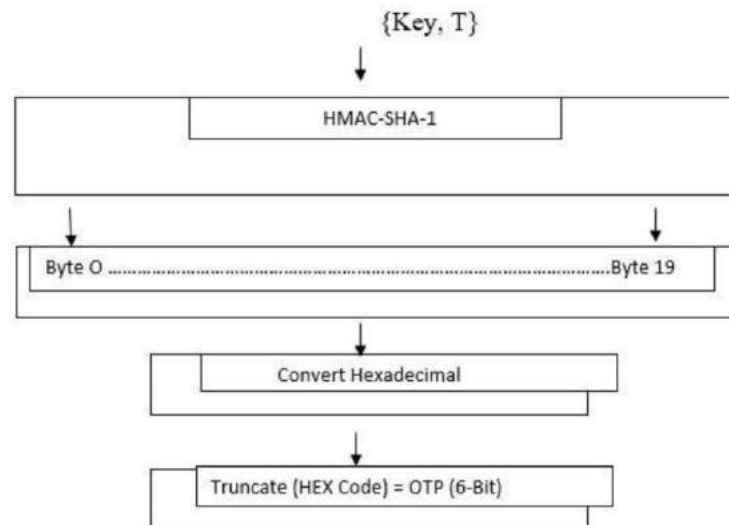 {Key, T}
HMAC-SHA-1
Byte O ........................................................................................Byte 19
Convert Hexadecimal
Truncate (HEX Code) = OTP (6-Bit)